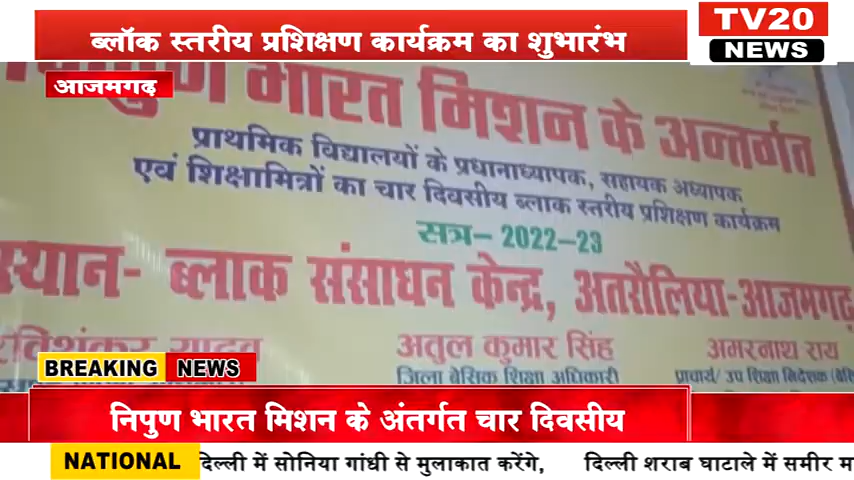 ब्लॉक स्तरीय प्रशिक्षण कार्यक्रम का शुभारंभ
TV20
NEWS
आजमगढ़
भारत मिशन के अन्तर्गत
प्राथमिक विद्यालयों के प्रधानाध्यापक, सहायक अध्यापक
एवं शिक्षामित्रों का चार दिवसीय ब्लाक स्तरीय प्रशिक्षण कार्यक्रम
सत्र– 2022–23
स्थान- ब्लाक संसाधन केन्द्र, अतरौलिया-आजमगढ़
यादव अतुल कुमार सिंह अमरनाथ राय
जिला बेसिक शिक्षा अधिकारी प्राचार्य/ उप शिक्षा निदेशक
BREAKING NEWS
निपुण भारत मिशन के अंतर्गत चार दिवसीय
NATIONAL दिल्ली में सोनिया गांधी से मुलाकात करेंगे, दिल्ली शराब घाटाले में समीर म